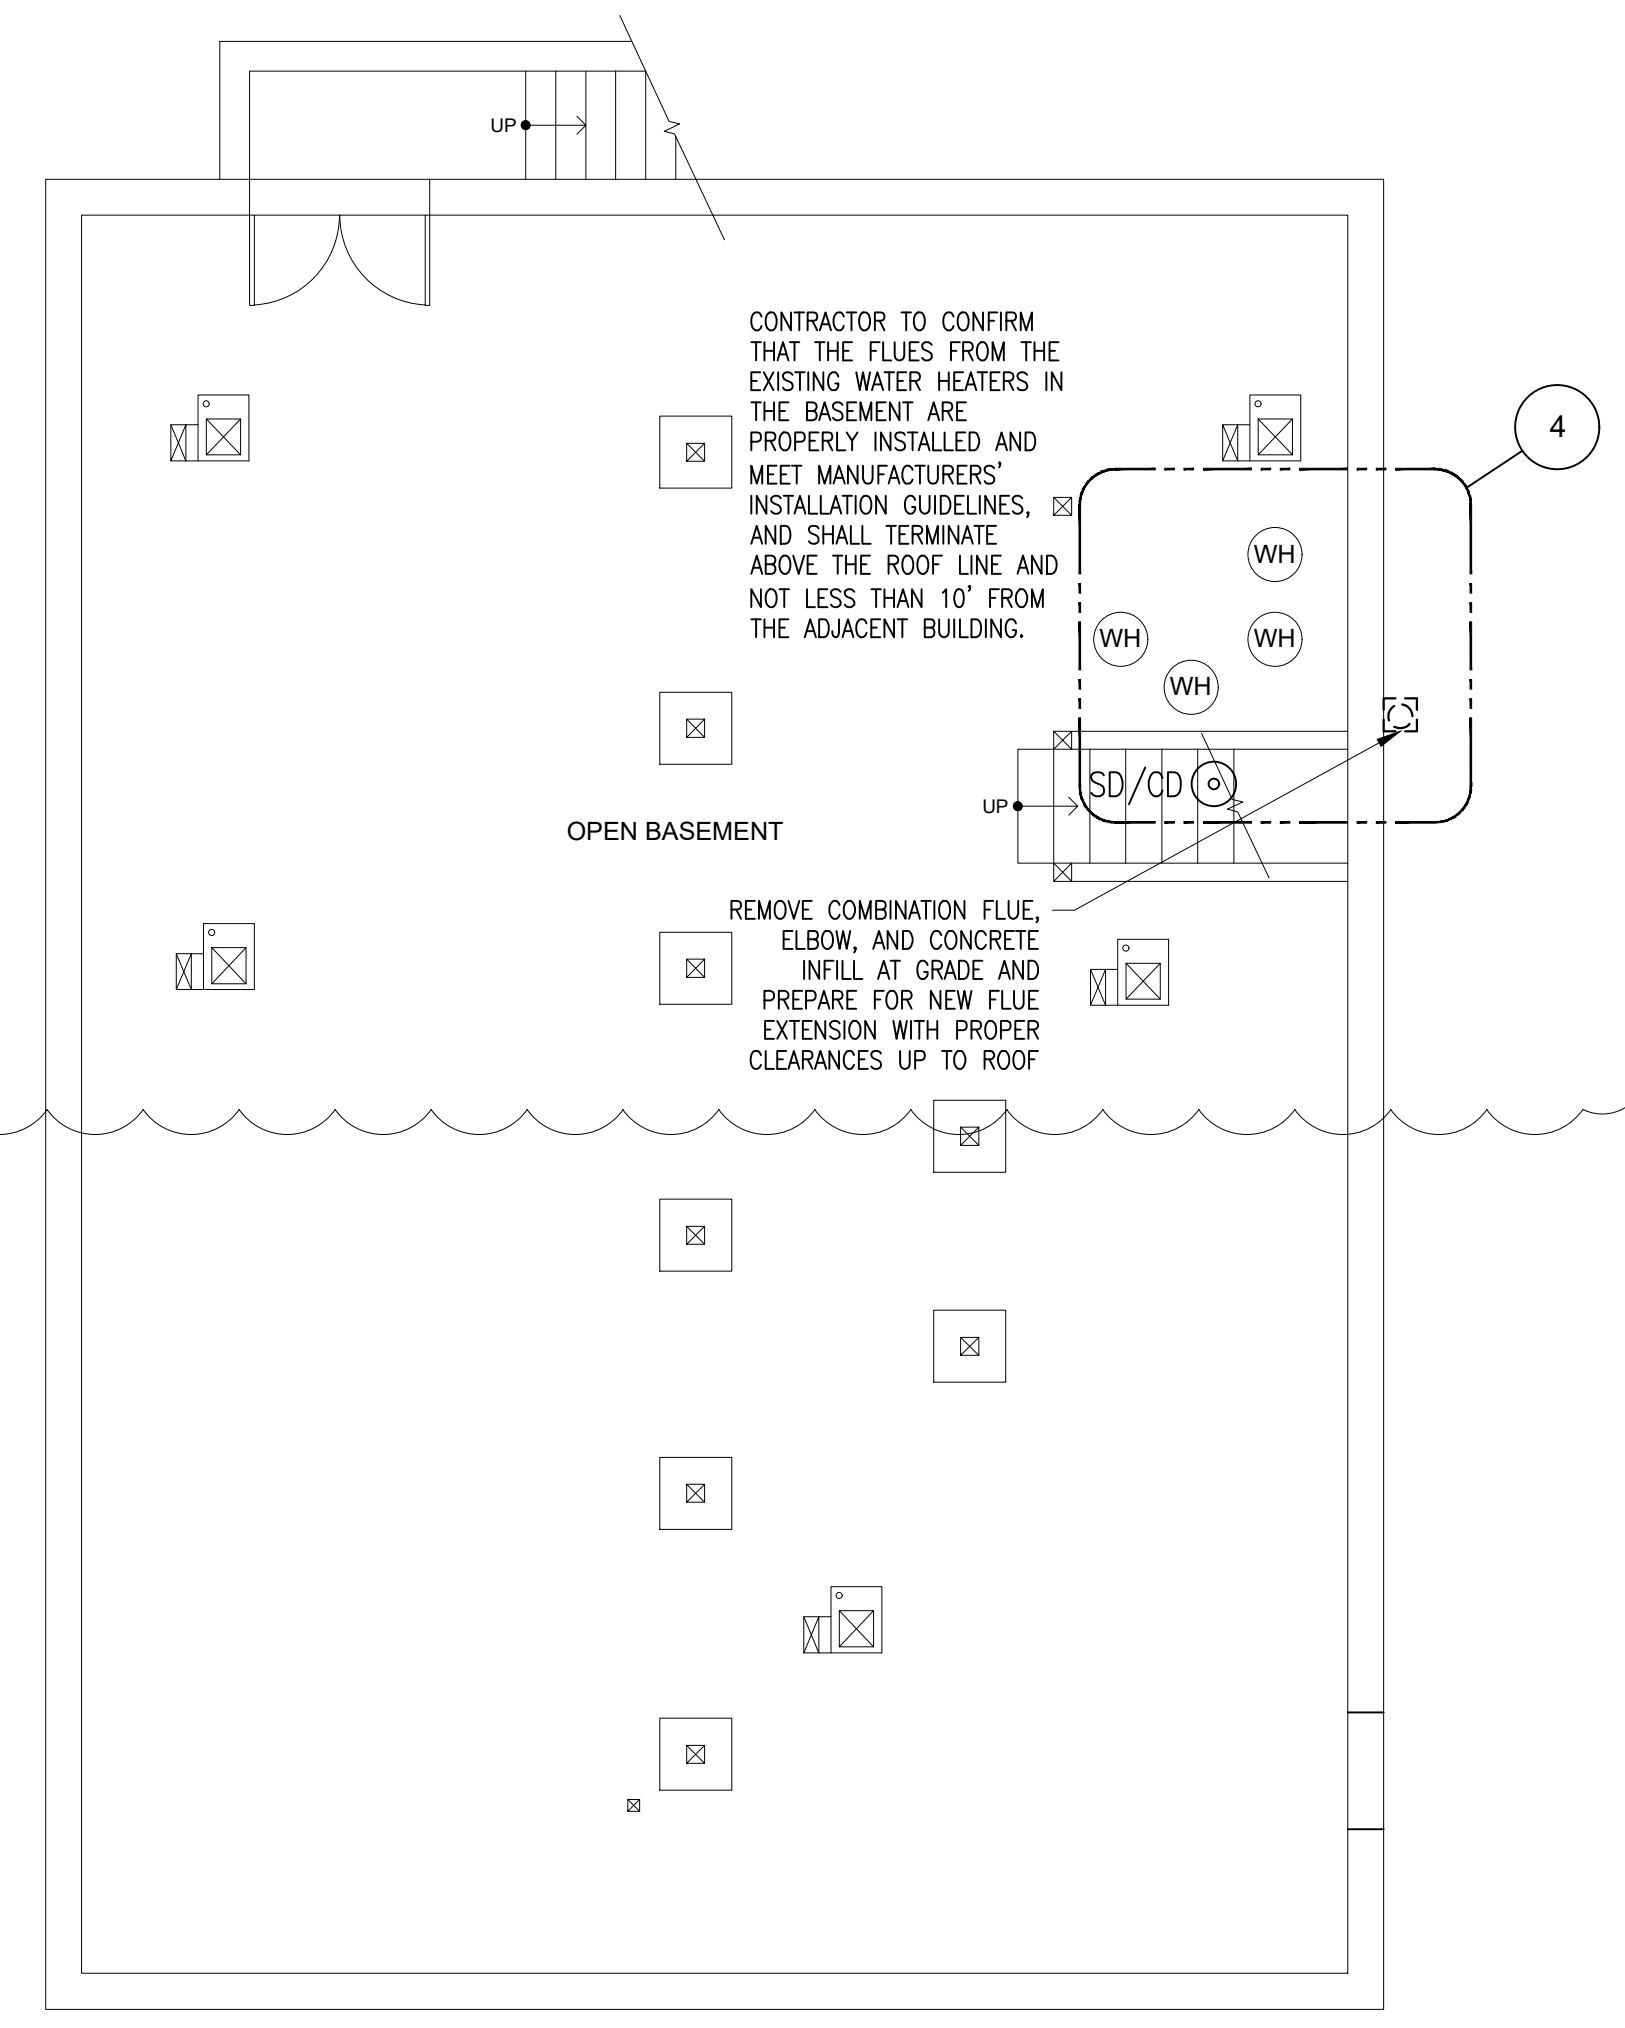 UP
CONTRACTOR TO CONFIRM
THAT THE FLUES FROM THE
EXISTING WATER HEATERS IN
THE BASEMENT ARE
PROPERLY INSTALLED AND
MEET MANUFACTURERS'
INSTALLATION GUIDELINES,
AND SHALL TERMINATE
ABOVE THE ROOF LINE AND
NOT LESS THAN 10' FROM
THE ADJACENT BUILDING.
4
WH
WH
WH
WH
SD/CD
UP
OPEN BASEMENT
REMOVE COMBINATION FLUE,
ELBOW, AND CONCRETE
INFILL AT GRADE AND
PREPARE FOR NEW FLUE
EXTENSION WITH PROPER
CLEARANCES UP TO ROOF